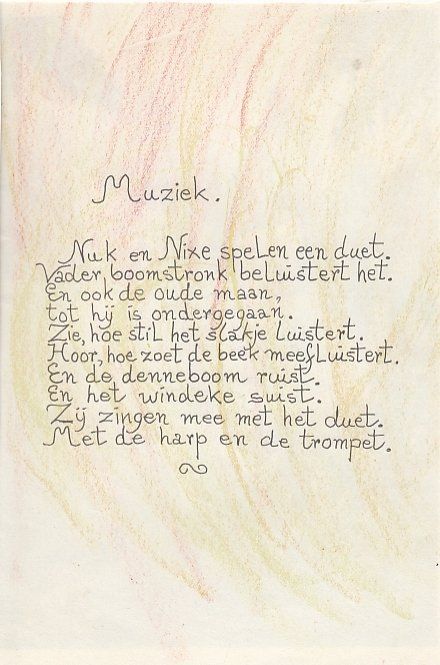 Muziek.
Nuk en Nixe spelen een duet.
Vader boomstronk beluistert het.
En ook de oude maan,
tot hij is ondergegaan.
Zie, hoe stil het slakje luistert.
Hoor, hoe zoet de beek meefluistert.
En de denneboom ruist.
En het windeke suist.
Zij zingen mee met het duet.
Met de harp en de trompet.